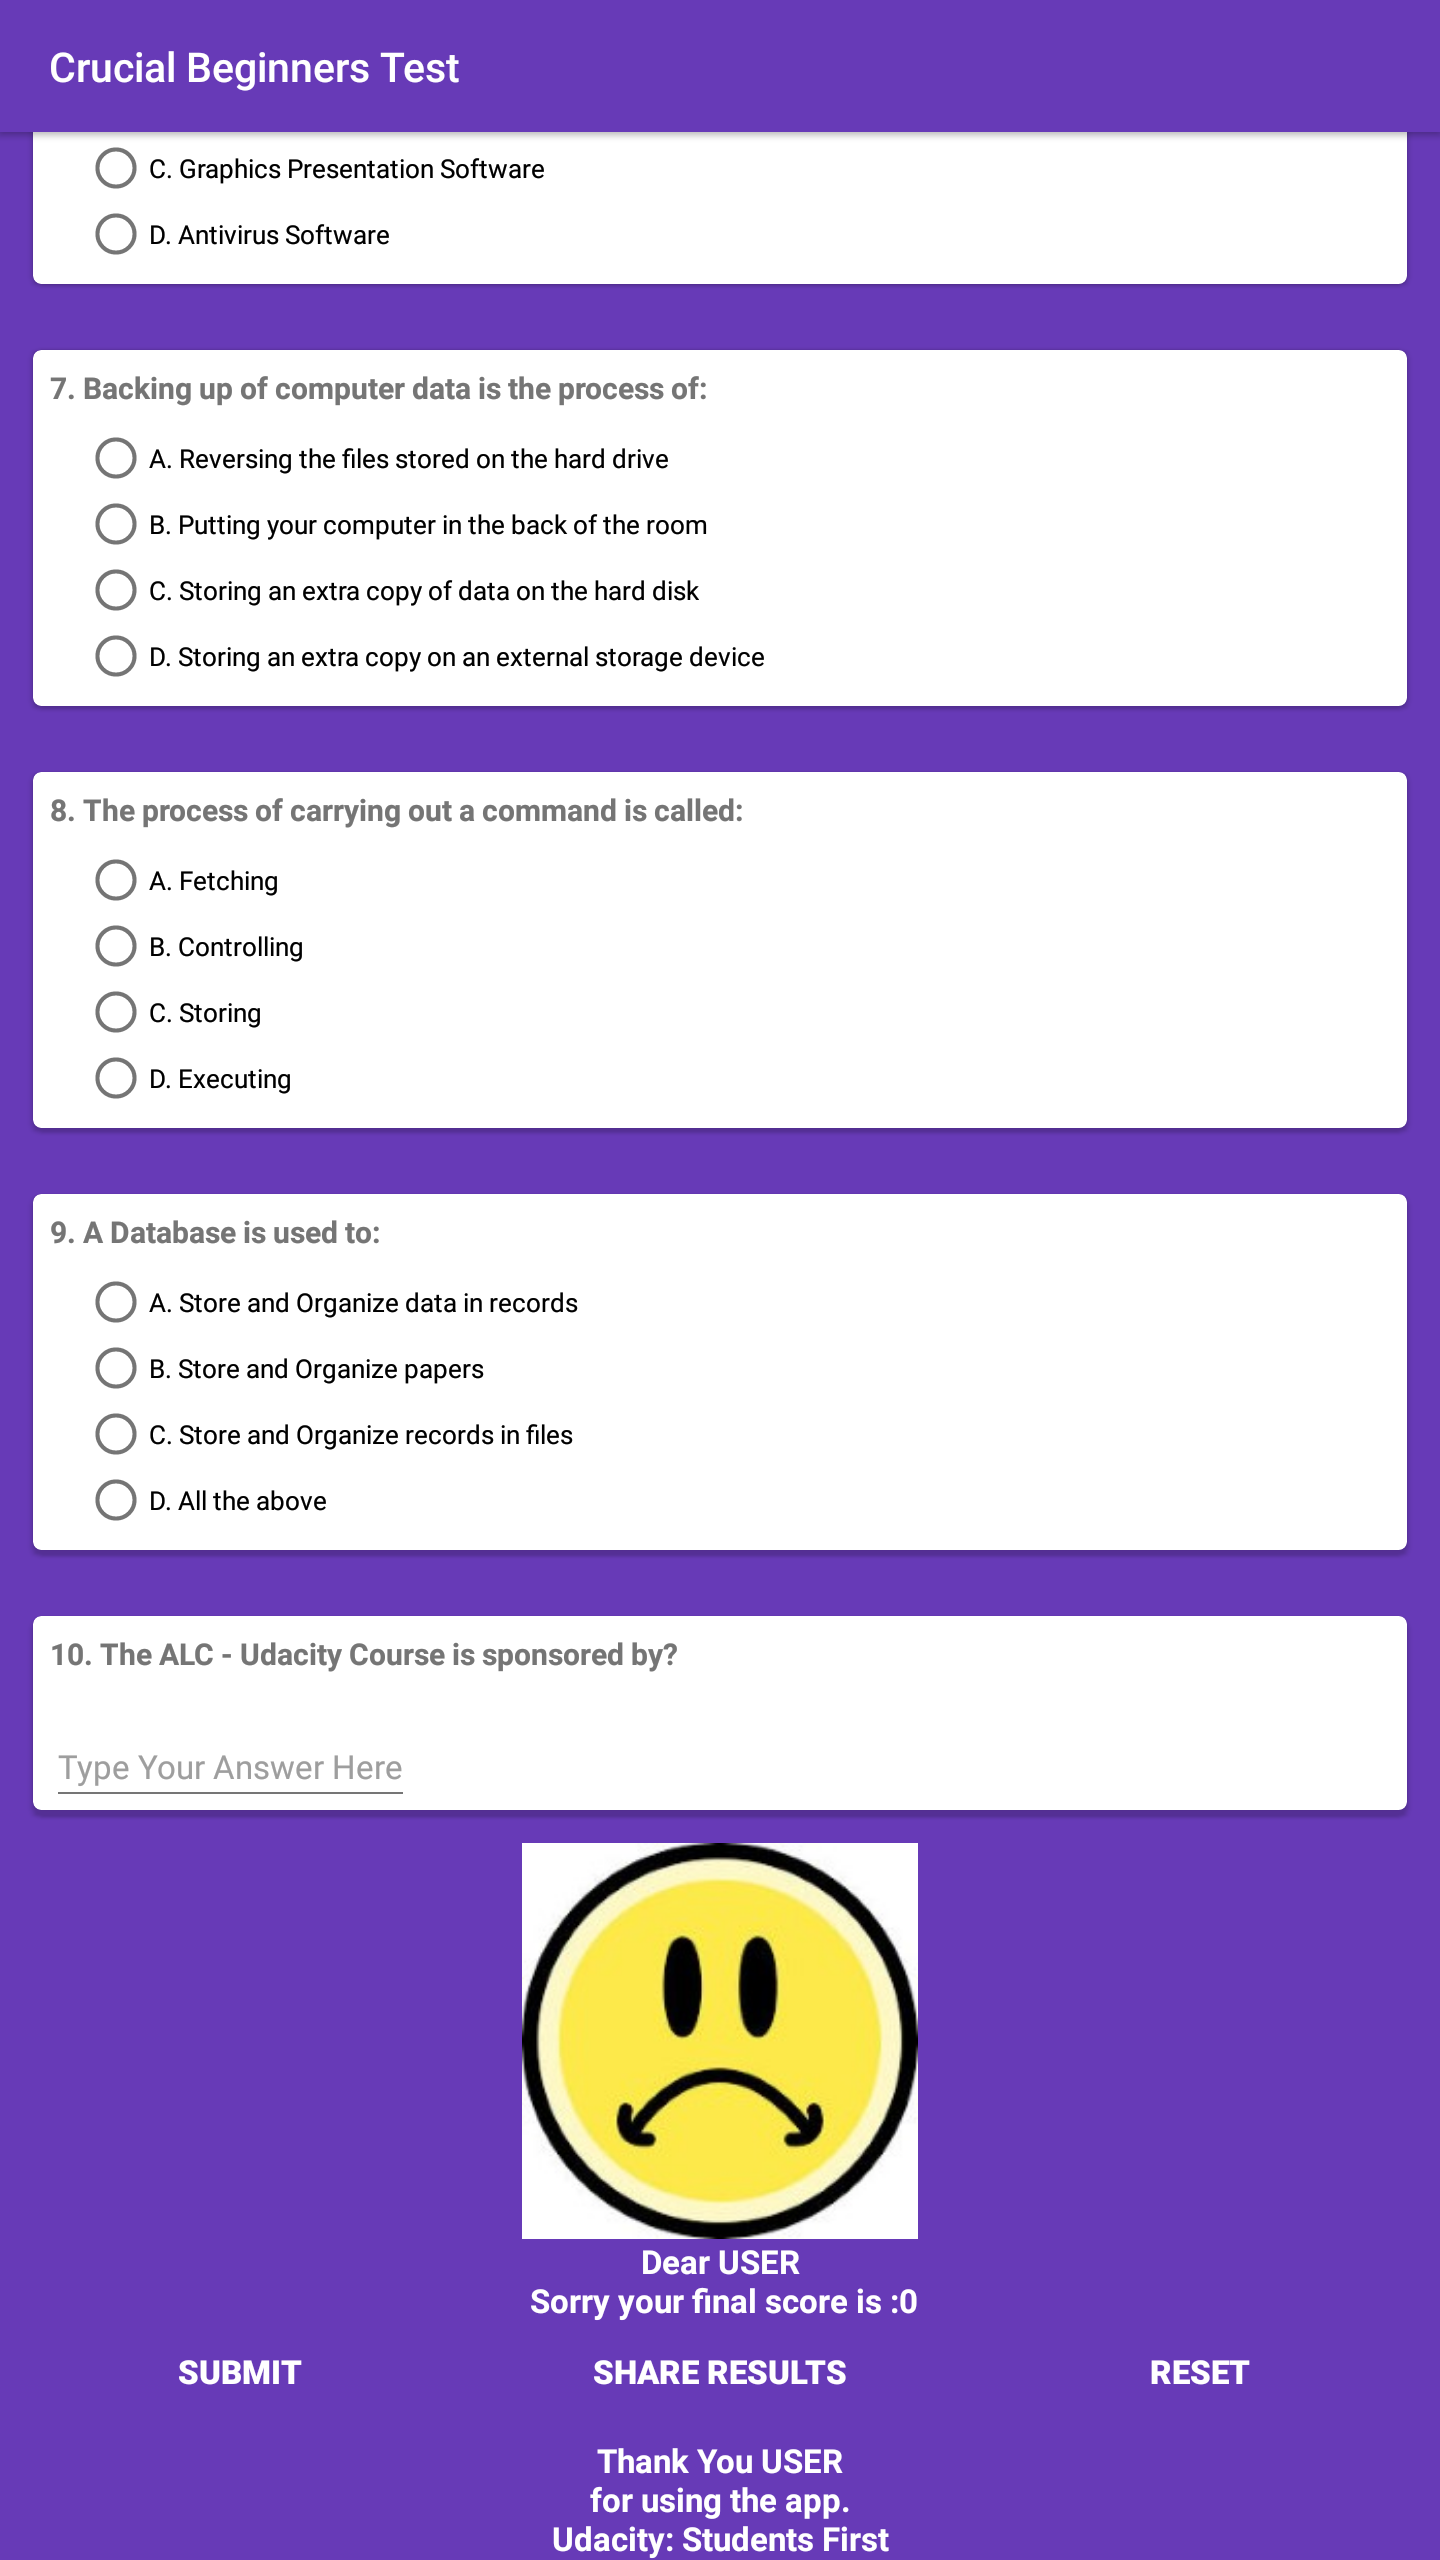 Crucial Beginners Test
C. Graphics Presentation Software
D. Antivirus Software
7. Backing up of computer data is the process of:
A. Reversing the files stored on the hard drive
B. Putting your computer in the back of the room
C. Storing an extra copy of data on the hard disk
D. Storing an extra copy on an external storage device
8. The process of carrying out a command is called:
A. Fetching
B. Controlling
C. Storing
D. Executing
9. A Database is used to:
A. Store and Organize data in records
B. Store and Organize papers
C. Store and Organize records in files
D. All the above
10. The ALC - Udacity Course is sponsored by?
Type Your Answer Here
Dear USER
Sorry your final score is :0
SUBMIT
SHARE RESULTS
RESET
Thank You USER
for using the app.
Udacity: Students First